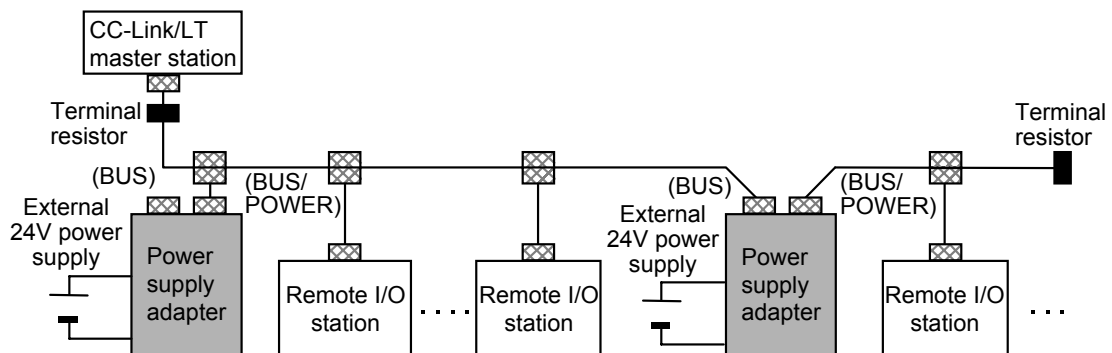 CC-Link/LT
master station
Terminal
resistor
Terminal
resistor
(BUS)
(BUS/
POWER)
(BUS)
(BUS/
POWER)
External
24V power
supply
External
24V power
supply
Power
supply
adapter
Remote I/O
station
....
Remote I/O
station
Power
supply
adapter
Remote I/O
station
...